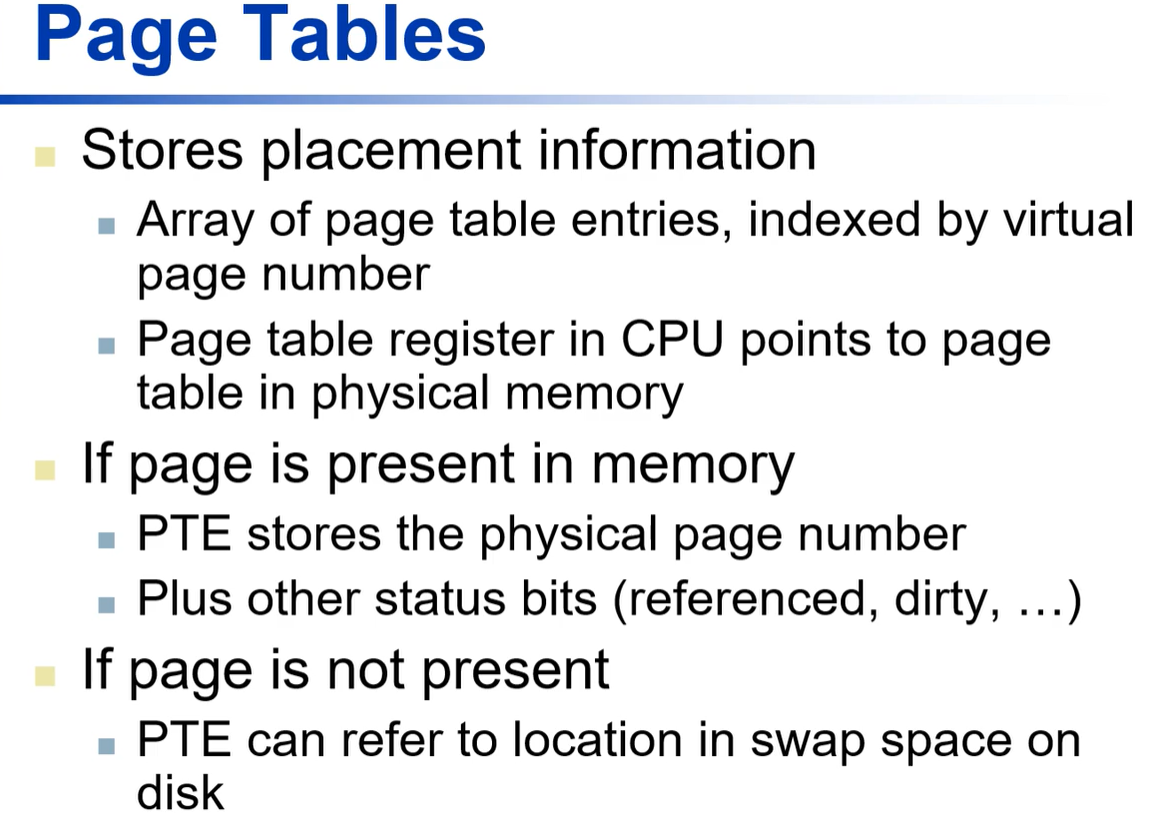 Page Tables
Stores placement information
Array of page table entries, indexed by virtual
page number
Page table register in CPU points to page
table in physical memory
If page is present in memory
PTE stores the physical page number
Plus other status bits (referenced, dirty, …)
If page is not present
PTE can refer to location in swap space on
disk